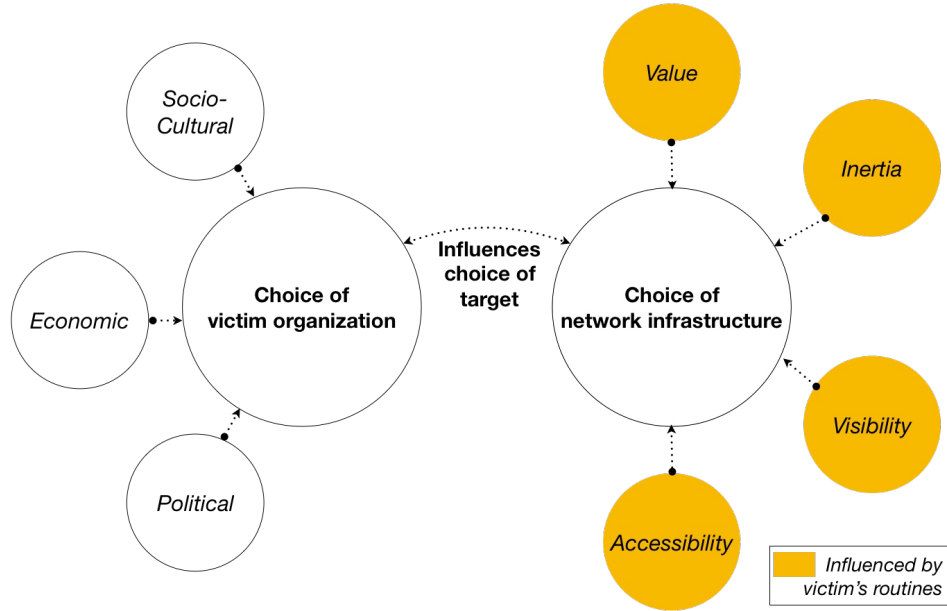 Socio-
Cultural
Economic
Political
Choice of
victim organization
Influences
choice of
target
Value
Inertia
Choice of
network infrastructure
Visibility
Accessibility
Influenced by
victim's routines